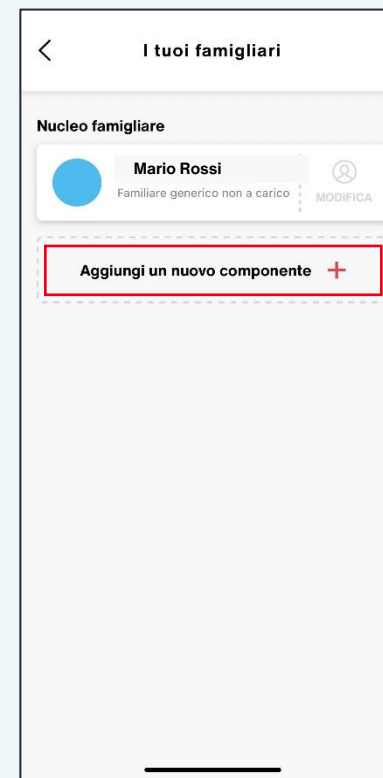 I tuoi famigliari
Nucleo famigliare
Mario Rossi
Familiare generico non a carico
MODIFICA
Aggiungi un nuovo componente +